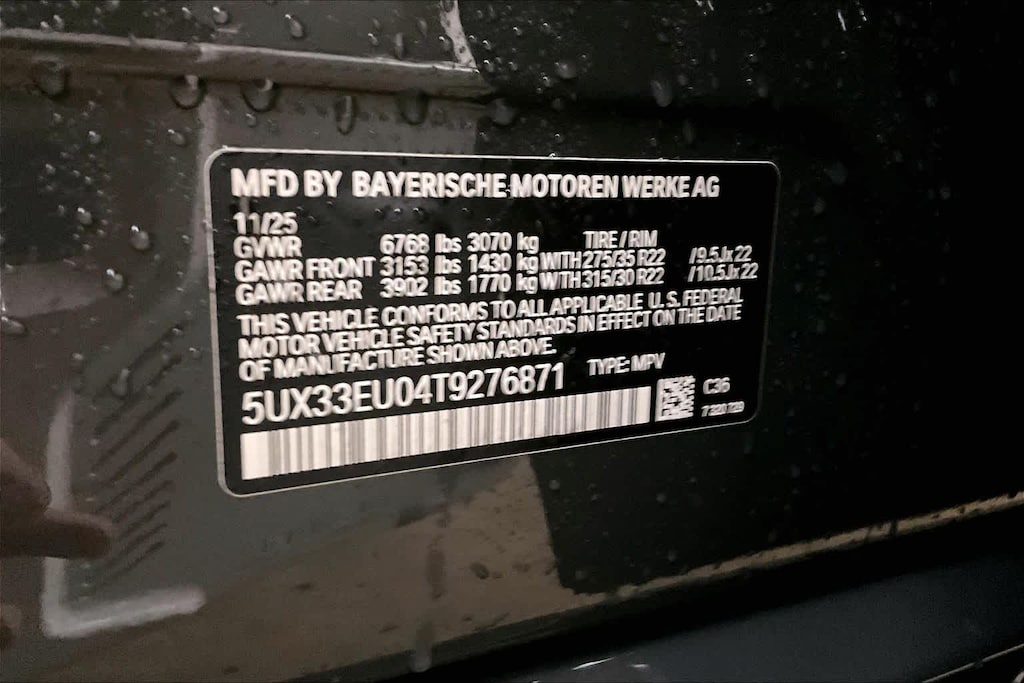 MFD BY BAYERISCHE MOTOREN WERKE AG
11/25
GVWR 6768 lbs 3070 kg TIRE / RIM
GAWR FRONT 3153 lbs 1430 kg WITH 275/35 R22 /9.5Jx22
GAWR REAR 3902 lbs 1770 kg WITH 315/30 R22 /10.5Jx22
THIS VEHICLE CONFORMS TO ALL APPLICABLE U.S. FEDERAL
MOTOR VEHICLE SAFETY STANDARDS IN EFFECT ON THE DATE
OF MANUFACTURE SHOWN ABOVE.
5UX33EU04T9276871 TYPE: MPV
C36